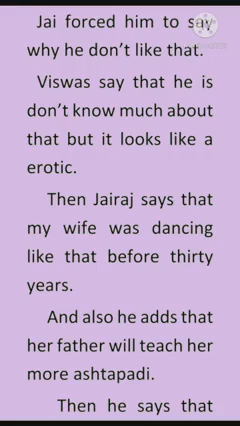 Jai forced him to say
why he don't like that.
Viswas say that he is
don't know much about
that but it looks like a
erotic.
Then Jairaj says that
my wife was dancing
like that before thirty
years.
And also he adds that
her father will teach her
more ashtapadi.
Then he says that